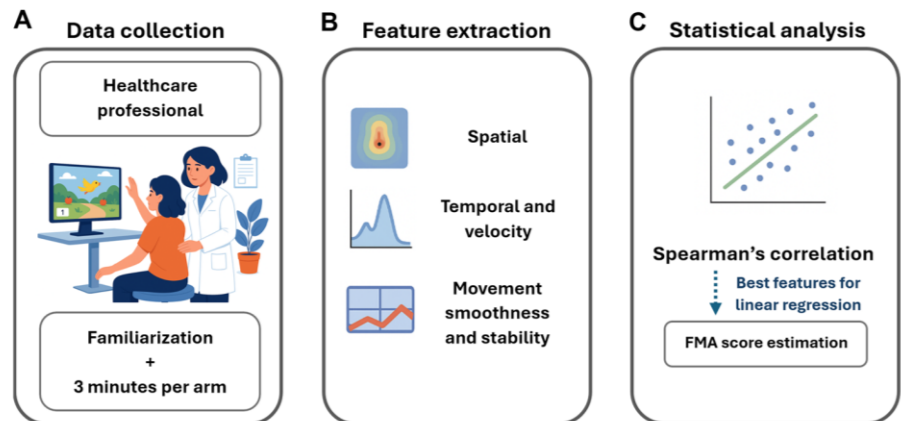 A
Data collection
Healthcare
professional
1
Familiarization
+
3 minutes per arm
B
Feature extraction
Spatial
Temporal and
velocity
Movement
smoothness
and stability
C
Statistical analysis
Spearman’s correlation
Best features for
linear regression
FMA score estimation